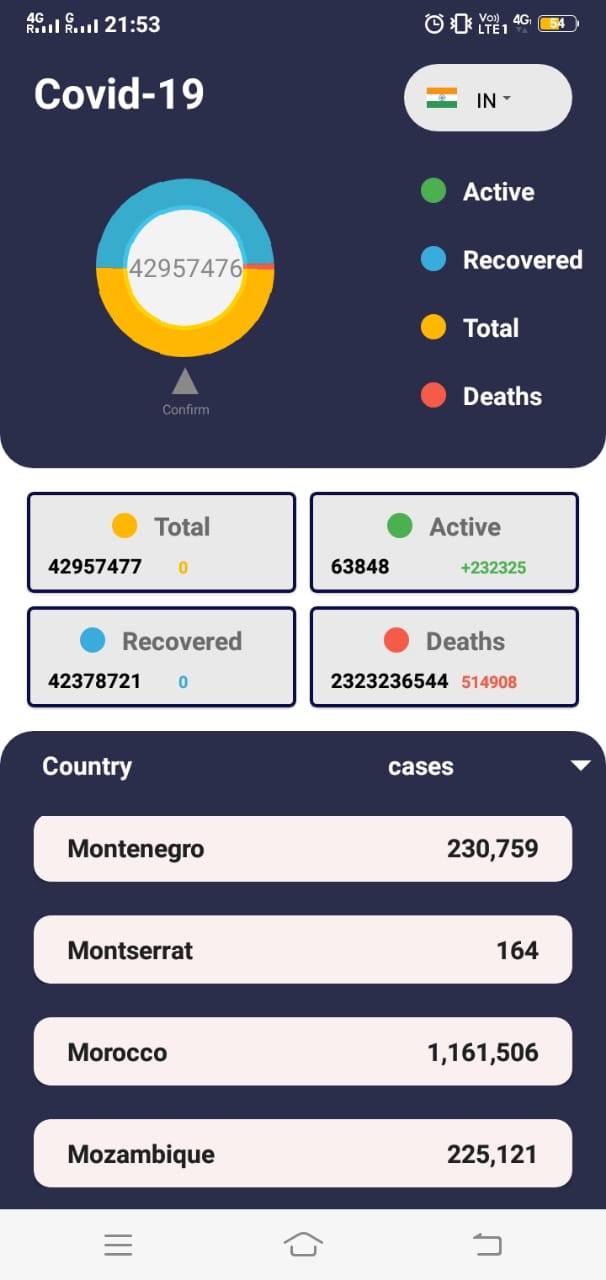 4G R G R 21:53 Vo)) LTE1 4G 54
Covid-19
IN
Active
42957476
Recovered
Total
Confirm
Deaths
Total
42957477 0
Active
63848 +232325
Recovered
42378721 0
Deaths
2323236544 514908
Country cases
Montenegro 230,759
Montserrat 164
Morocco 1,161,506
Mozambique 225,121